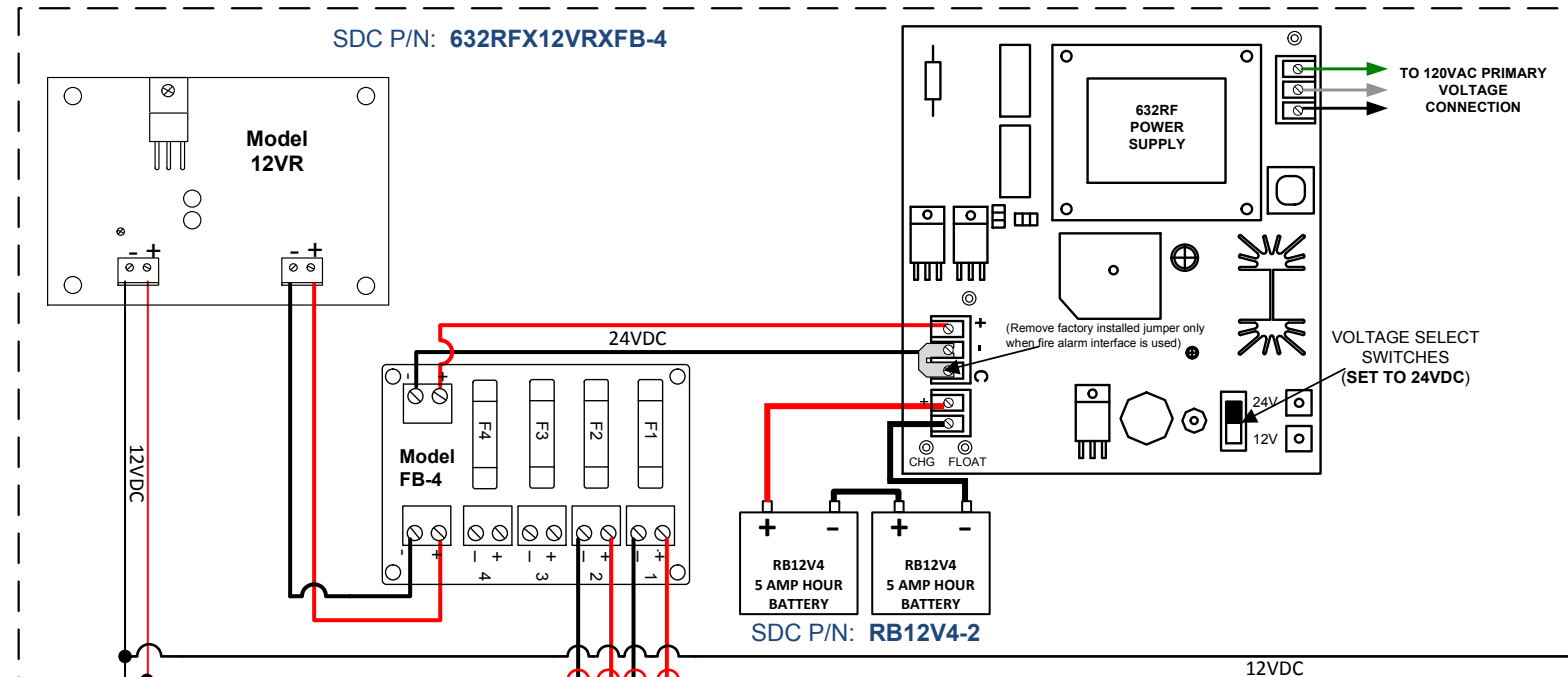 SDC P/N: 632RFX12VRXFB-4
Model
12VR
- +
- +
632RF
POWER
SUPPLY
TO 120VAC PRIMARY
VOLTAGE
CONNECTION
24VDC
+
-
C
(Remove factory installed jumper only
when fire alarm interface is used)
VOLTAGE SELECT
SWITCHES
(SET TO 24VDC)
24V
12V
+
CHG FLOAT
12VDC
- +
Model
FB-4
F4
F3
F2
F1
- +
- + 4
- + 3
- + 2
- + 1
+ -
RB12V4
5 AMP HOUR
BATTERY
+ -
RB12V4
5 AMP HOUR
BATTERY
SDC P/N: RB12V4-2
12VDC